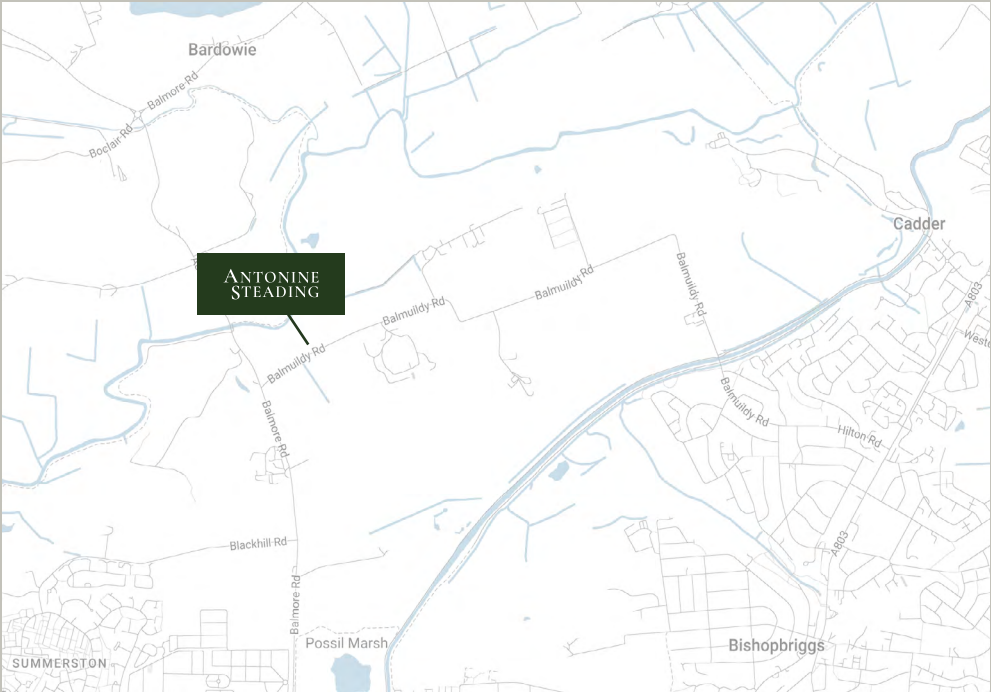 Bardowie
Balmore Rd
Boclair Rd
Cadder
ANTONINE
STEADING
Balmuildy Rd
Balmuildy Rd
Balmuildy Rd
A803
Balmuildy Rd
Balmore Rd
Balmuildy Rd
Hilton Rd
Blackhill Rd
A803
Balmore Rd
Possil Marsh
Bishopbriggs
SUMMERSTON